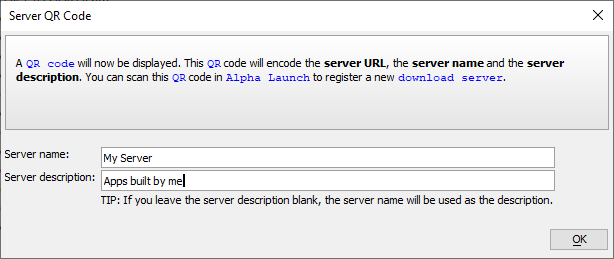 Server QR Code
A QR code will now be displayed. This QR code will encode the server URL, the server name and the server
description. You can scan this QR code in Alpha Launch to register a new download server.
Server name: My Server
Server description: Apps built by me
TIP: If you leave the server description blank, the server name will be used as the description.
OK